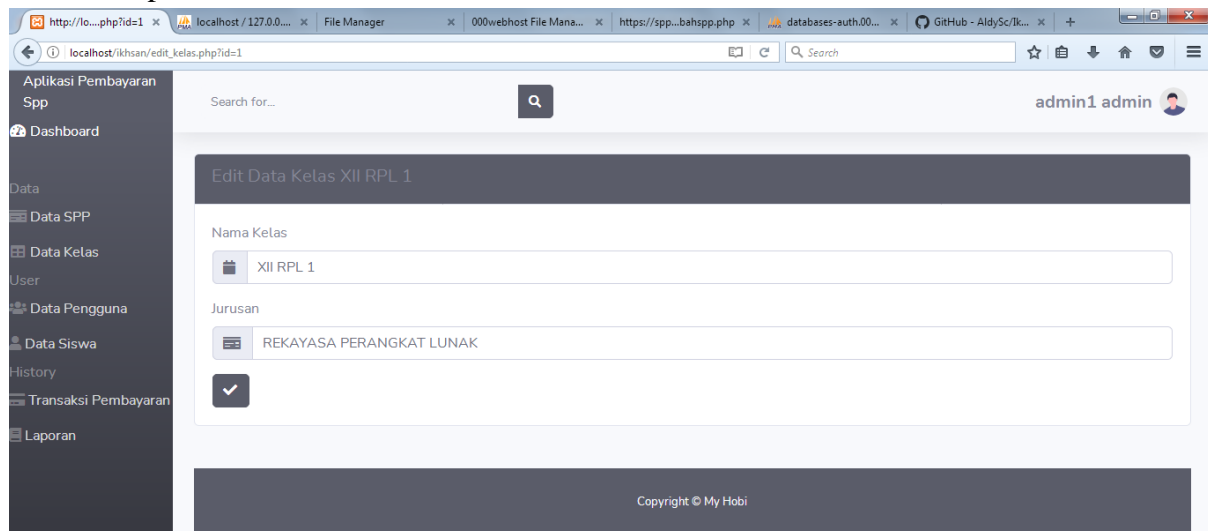 http://lo....php?id=1
localhost / 127.0.0....
File Manager
000webhost File Mana...
https://spp...bahspp.php
databases-auth.00...
GitHub - AldySc/Ik...
localhost/ikhsan/edit_kelas.php?id=1
Search
Aplikasi Pembayaran
Spp
Dashboard
Data
Data SPP
Data Kelas
User
Data Pengguna
Data Siswa
History
Transaksi Pembayaran
Laporan
Search for...
admin1 admin
Edit Data Kelas XII RPL 1
Nama Kelas
XII RPL 1
Jurusan
REKAYASA PERANGKAT LUNAK
Copyright © My Hobi